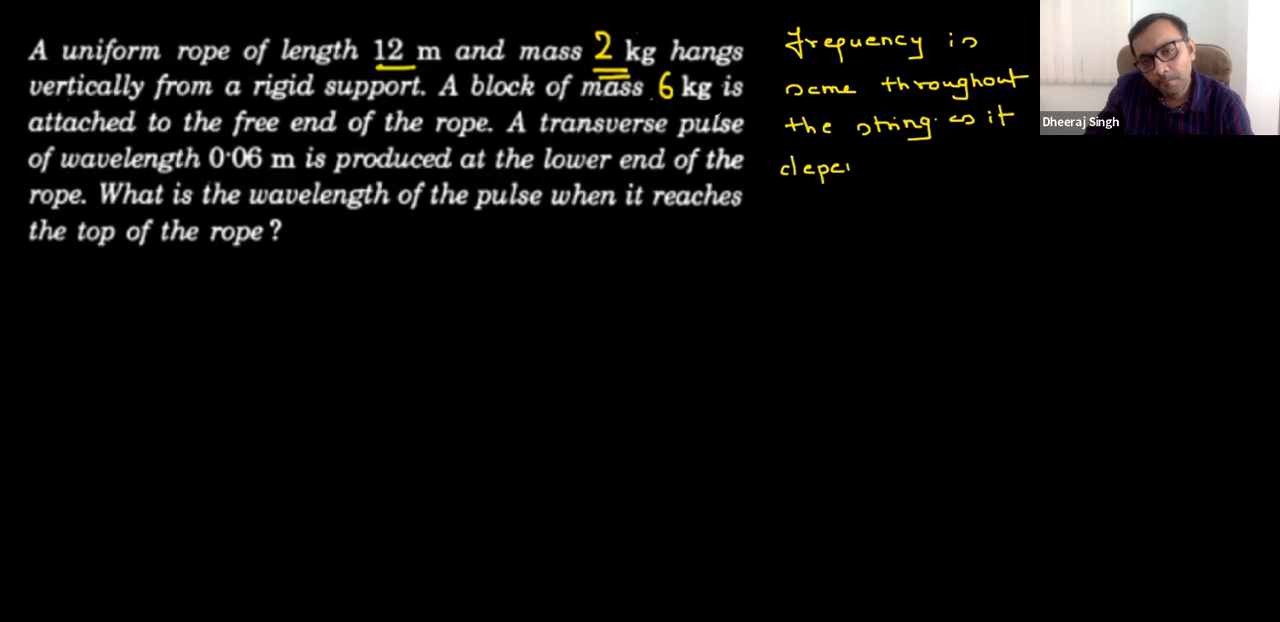 A uniform rope of length 12 m and mass 2 kg hangs
vertically from a rigid support. A block of mass 6 kg is
attached to the free end of the rope. A transverse pulse
of wavelength 0·06 m is produced at the lower end of the
rope. What is the wavelength of the pulse when it reaches
the top of the rope ?
frequency is
same throughout
the string as it
depe
Dheeraj Singh